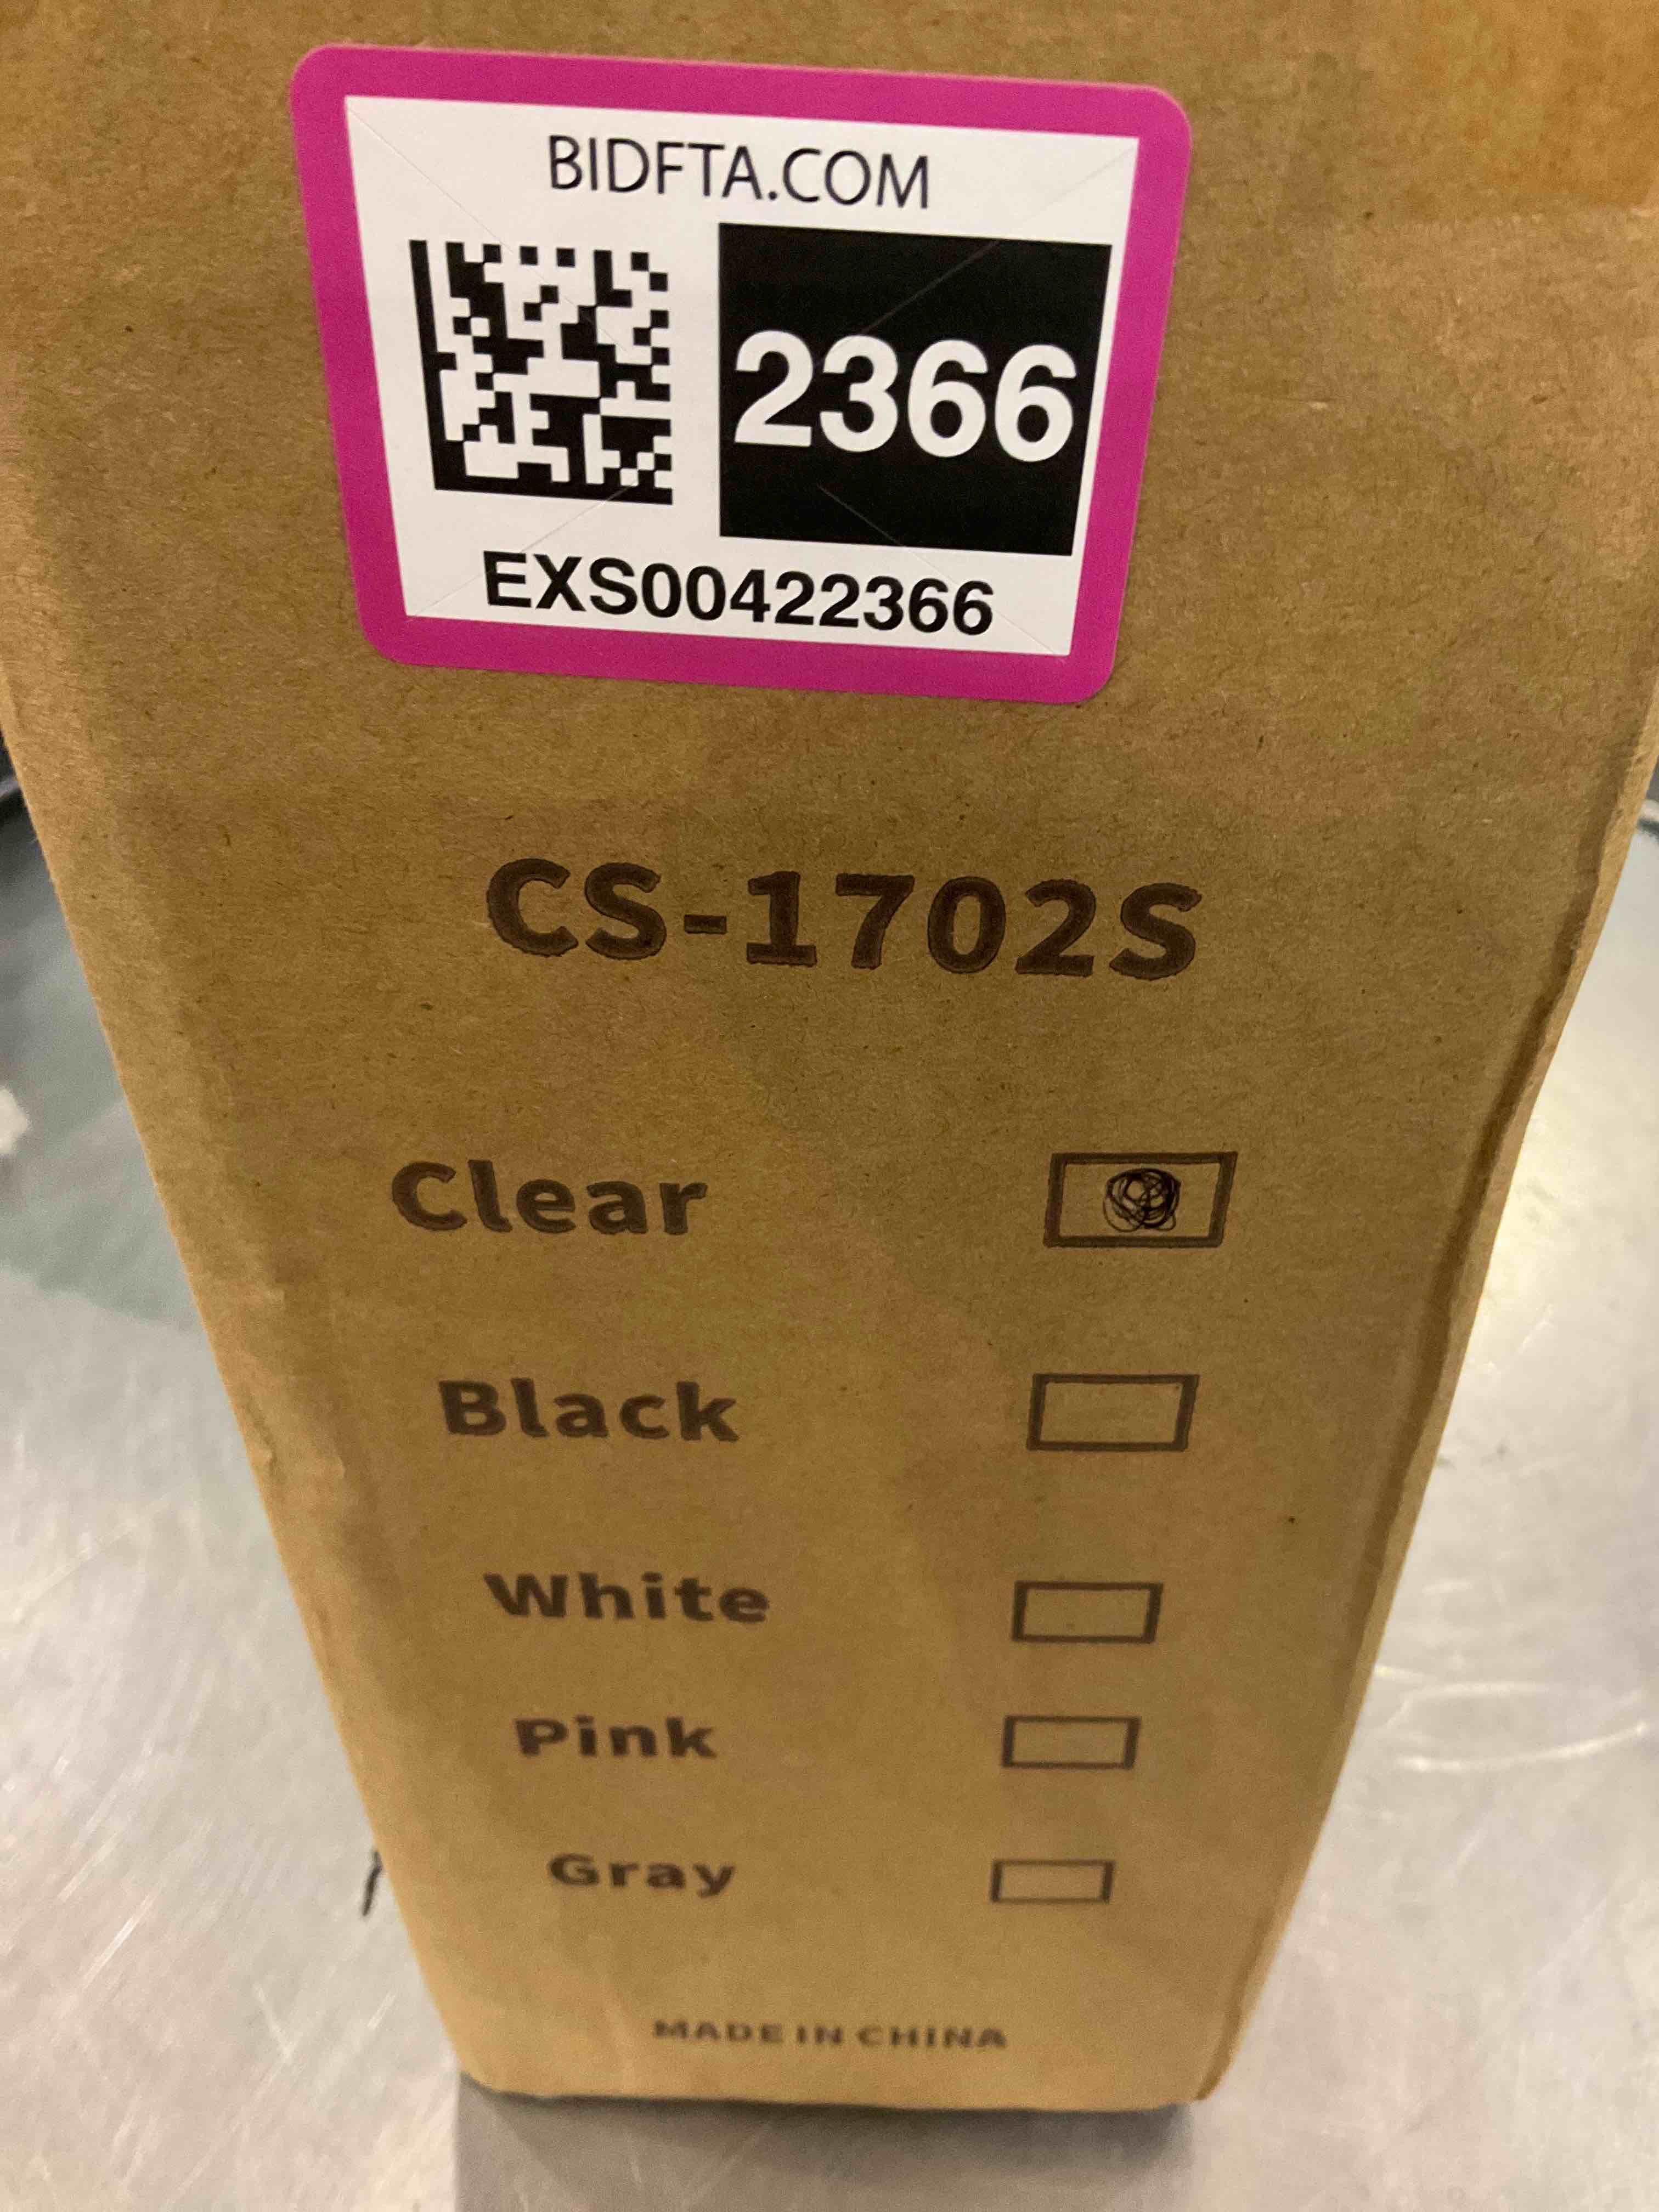 BIDFTA.COM
2366
EXS00422366
CS-1702S
Clear
Black
White
Pink
Gray
MADE IN CHINA